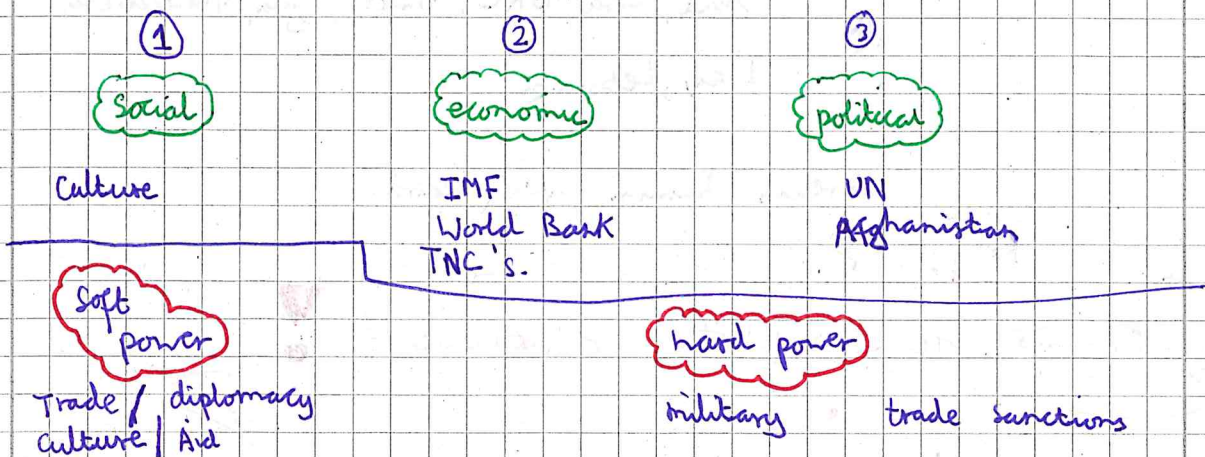 1 2 3
Social economic political
Culture IMF UN
World Bank Afghanistan
TNC's.
Soft
power hard power
Trade / diplomacy military trade sanctions
Culture / Aid